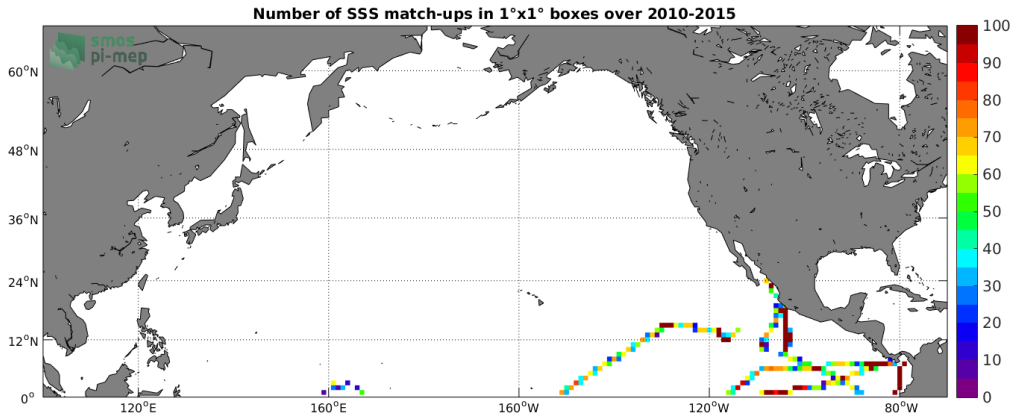 Number of SSS match-ups in 1°x1° boxes over 2010-2015
smos
pi-mep
60°N
48°N
36°N
24°N
12°N
0°
120°E
160°E
160°W
120°W
80°W
100
90
80
70
60
50
40
30
20
10
0